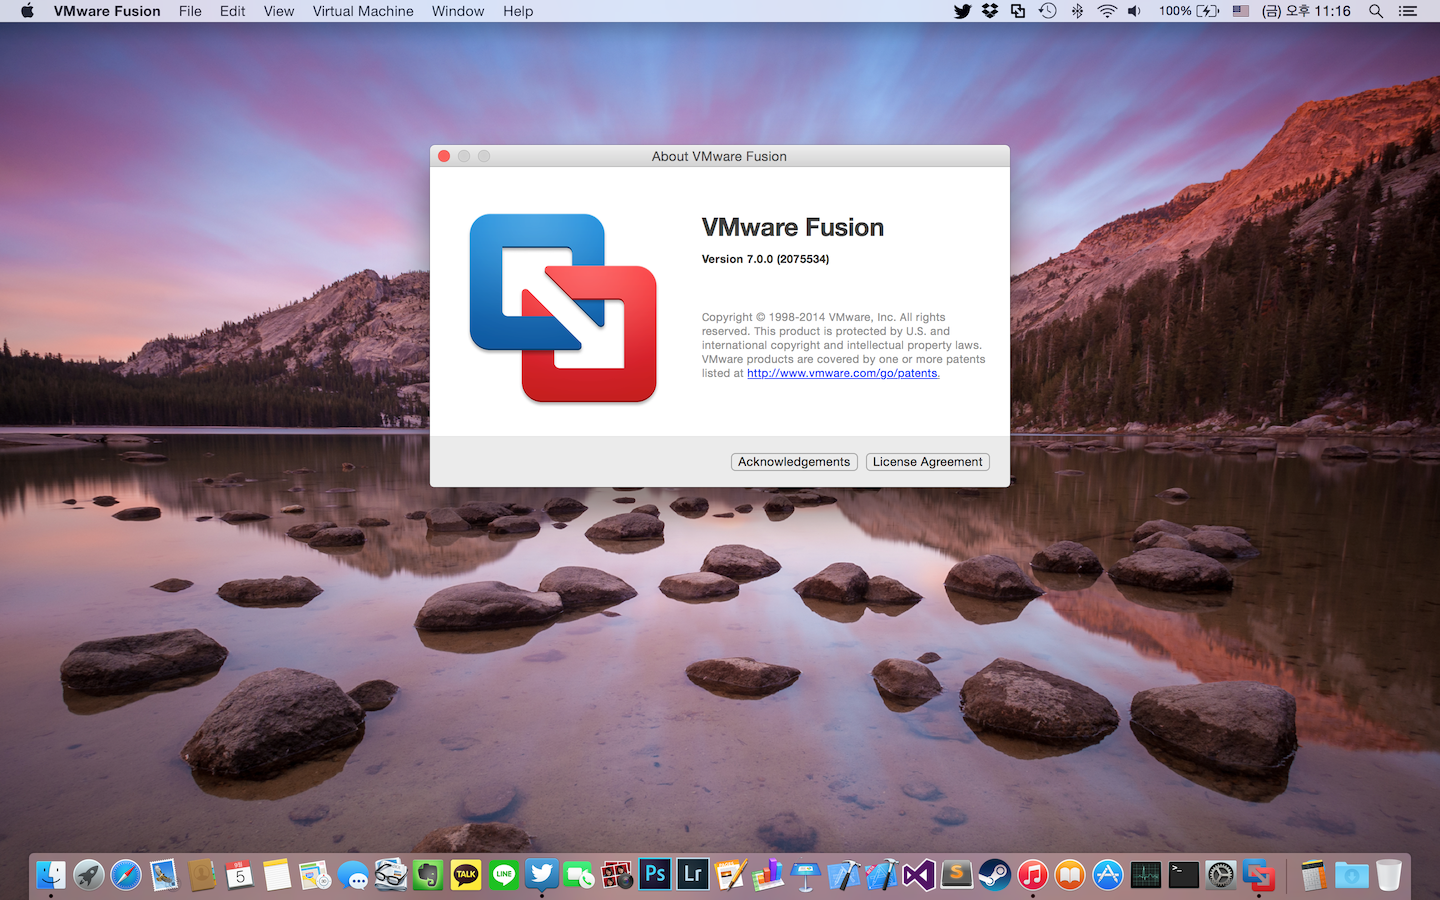 VMware Fusion File Edit View Virtual Machine Window Help 100% (금) 오후 11:16
About VMware Fusion
VMware Fusion
Version 7.0.0 (2075534)
Copyright © 1998-2014 VMware, Inc. All rights
reserved. This product is protected by U.S. and
international copyright and intellectual property laws.
VMware products are covered by one or more patents
listed at http://www.vmware.com/go/patents.
Acknowledgements License Agreement
5 TALK LINE Ps Lr S